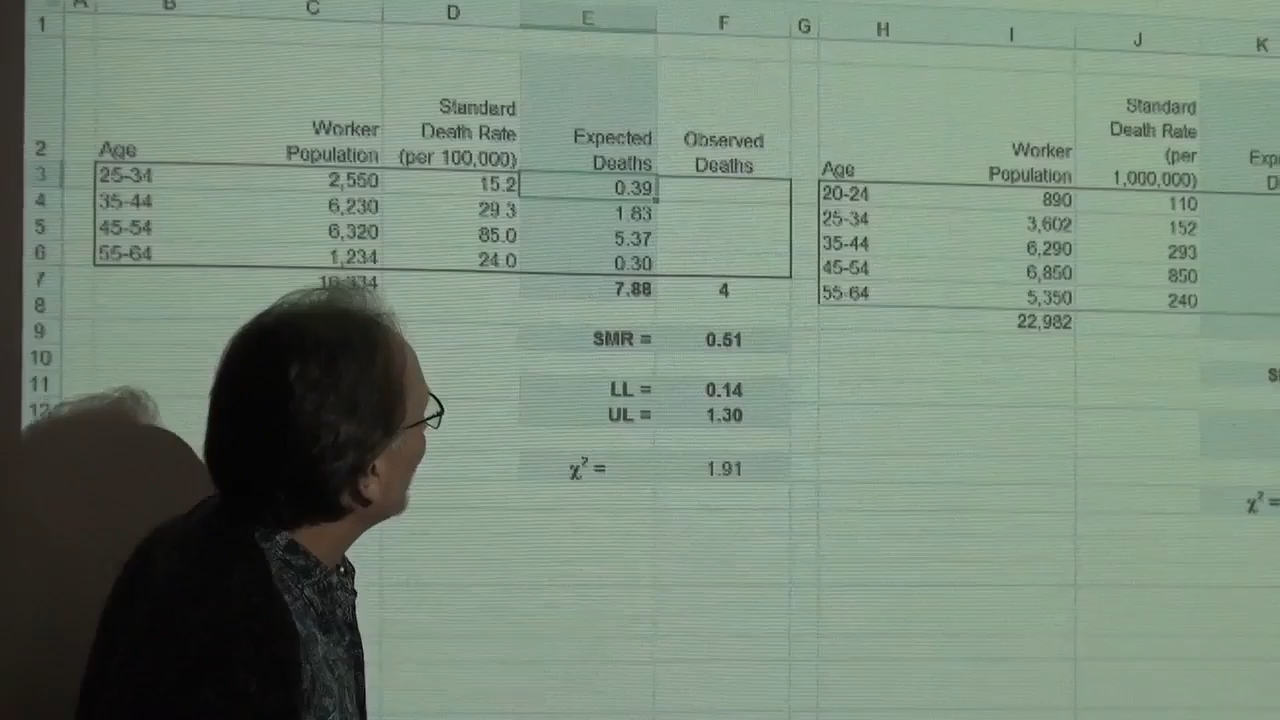 A B C D E F G H I J K
1
Standard Standard
Worker Death Rate Expected Observed Worker Death Rate
2 Age Population (per 100,000) Deaths Deaths Age Population (per 1,000,000)
3 25-34 2,550 15.2 0.39 20-24 890 110
4 35-44 6,230 29.3 1.83 25-34 3,602 152
5 45-54 6,320 85.0 5.37 35-44 6,290 293
6 55-64 1,234 24.0 0.30 45-54 6,850 850
7 7.88 4 55-64 5,350 240
8 22,982
9 SMR = 0.51
10
11 LL = 0.14
12 UL = 1.30
χ² = 1.91
χ² =